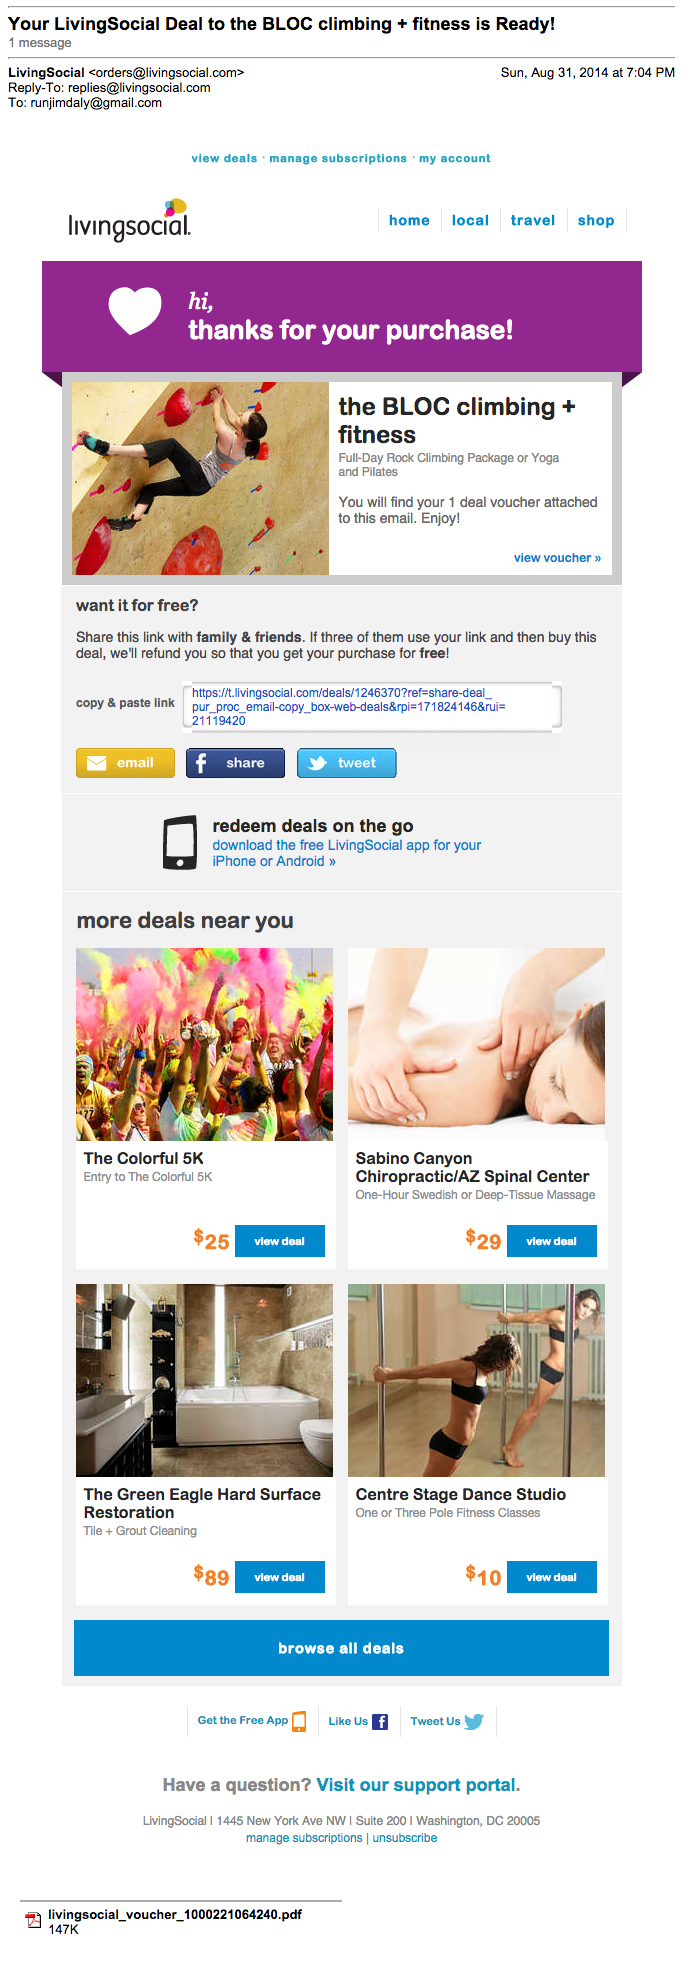 Your LivingSocial Deal to the BLOC climbing + fitness is Ready!
1 message
LivingSocial <orders@livingsocial.com> Sun, Aug 31, 2014 at 7:04 PM
Reply-To: replies@livingsocial.com
To: runjimdaly@gmail.com
view deals · manage subscriptions · my account
livingsocial.
home local travel shop
hi,
thanks for your purchase!
the BLOC climbing +
fitness
Full-Day Rock Climbing Package or Yoga
and Pilates
You will find your 1 deal voucher attached
to this email. Enjoy!
view voucher »
want it for free?
Share this link with family & friends. If three of them use your link and then buy this
deal, we'll refund you so that you get your purchase for free!
copy & paste link
https://t.livingsocial.com/deals/1246370?ref=share-deal_
pur_proc_email-copy_box-web-deals&rpi=171824146&rui=
21119420
email share tweet
redeem deals on the go
download the free LivingSocial app for your
iPhone or Android »
more deals near you
The Colorful 5K
Entry to The Colorful 5K
$25 view deal
Sabino Canyon
Chiropractic/AZ Spinal Center
One-Hour Swedish or Deep-Tissue Massage
$29 view deal
The Green Eagle Hard Surface
Restoration
Tile + Grout Cleaning
$89 view deal
Centre Stage Dance Studio
One or Three Pole Fitness Classes
$10 view deal
browse all deals
Get the Free App Like Us Tweet Us
Have a question? Visit our support portal.
LivingSocial | 1445 New York Ave NW | Suite 200 | Washington, DC 20005
manage subscriptions | unsubscribe
livingsocial_voucher_1000221064240.pdf
147K